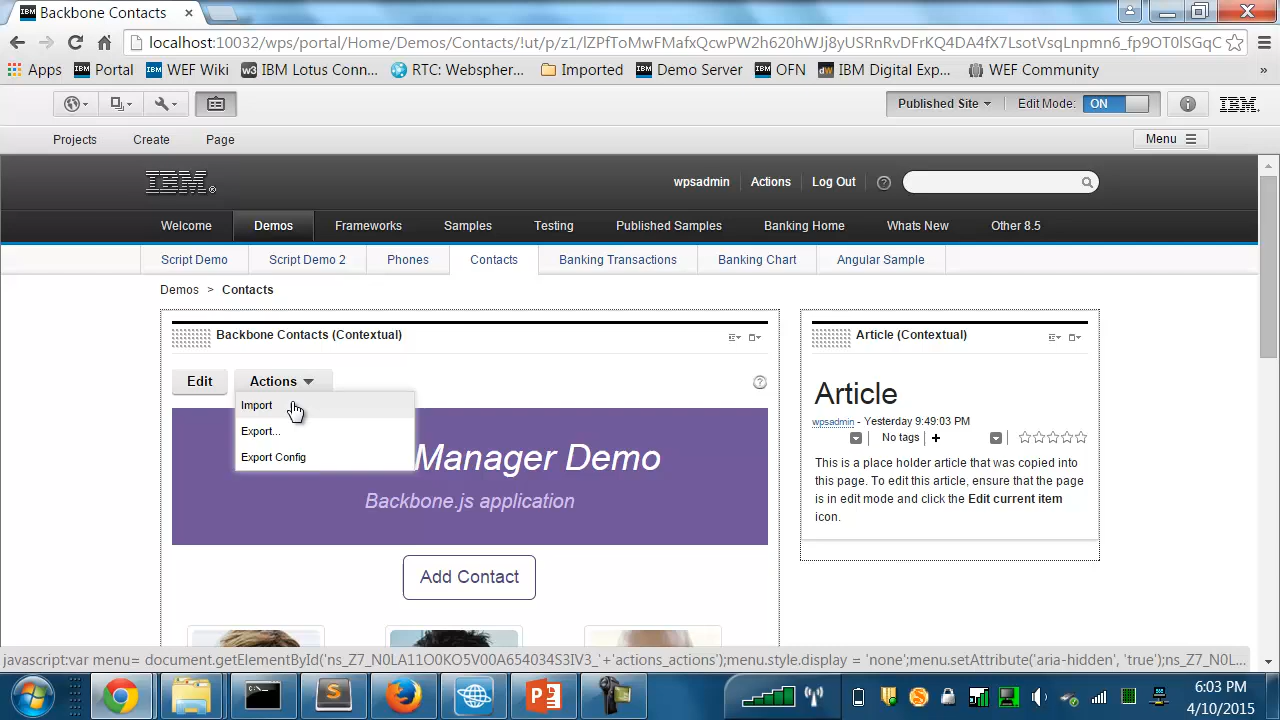 Backbone Contacts
localhost:10032/wps/portal/Home/Demos/Contacts/!ut/p/z1/lZPfToMwFMafxQcwPW2h620hWJj8yUSRnRvDFrKQ4DA4fX7LsotVsqLnpmn6_fp9OT0lSGqC
Apps Portal WEF Wiki IBM Lotus Conn... RTC: Webspher... Imported Demo Server OFN IBM Digital Exp... WEF Community »
Published Site Edit Mode: ON IBM
Projects Create Page Menu
IBM wpsadmin Actions Log Out
Welcome Demos Frameworks Samples Testing Published Samples Banking Home Whats New Other 8.5
Script Demo Script Demo 2 Phones Contacts Banking Transactions Banking Chart Angular Sample
Demos > Contacts
Backbone Contacts (Contextual)
Edit Actions
Import
Export...
Export Config
Manager Demo
Backbone.js application
Add Contact
Article (Contextual)
Article
wpsadmin - Yesterday 9:49:03 PM
No tags
This is a place holder article that was copied into
this page. To edit this article, ensure that the page
is in edit mode and click the Edit current item
icon.
javascript:var menu= document.getElementById('ns_Z7_N0LA11O0KO5V00A654034S3IV3_'+'actions_actions');menu.style.display = 'none';menu.setAttribute('aria-hidden', 'true');ns_Z7_N0L...
6:03 PM
4/10/2015